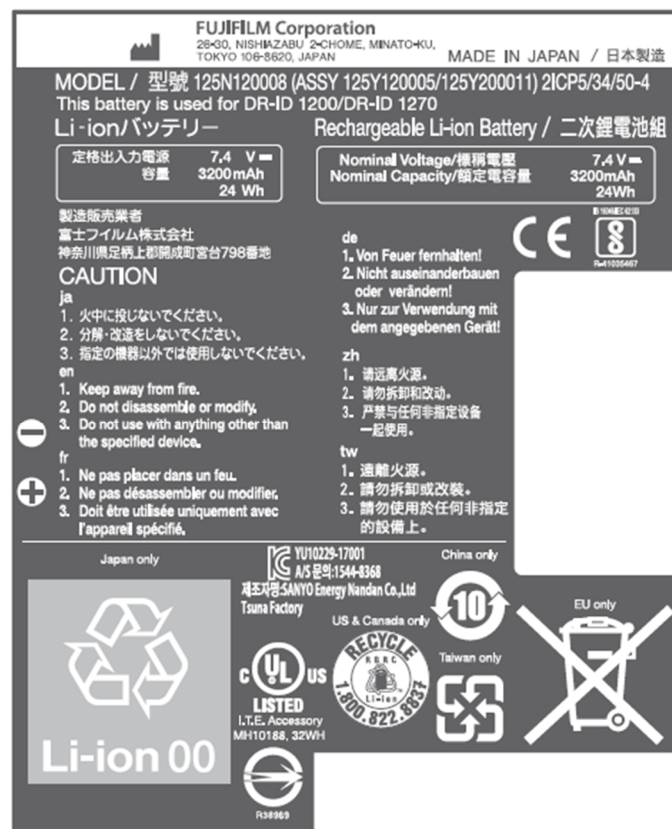 FUJIFILM Corporation
26-30, NISHIAZABU 2-CHOME, MINATO-KU,
TOKYO 106-8620, JAPAN
MADE IN JAPAN / 日本製造
MODEL / 型號 125N120008 (ASSY 125Y120005/125Y200011) 2ICP5/34/50-4
This battery is used for DR-ID 1200/DR-ID 1270
Li-ionバッテリー
定格出入力電源 7.4 V
容量 3200mAh
24 Wh
Rechargeable Li-ion Battery / 二次鋰電池組
Nominal Voltage/標稱電壓 7.4 V
Nominal Capacity/額定電容量 3200mAh
24Wh
製造販売業者
富士フイルム株式会社
神奈川県足柄上郡開成町宮台798番地
CAUTION
ja
1. 火中に投じないでください。
2. 分解・改造をしないでください。
3. 指定の機器以外では使用しないでください。
en
1. Keep away from fire.
2. Do not disassemble or modify.
3. Do not use with anything other than
the specified device.
fr
1. Ne pas placer dans un feu.
2. Ne pas désassembler ou modifier.
3. Doit être utilisée uniquement avec
l'appareil spécifié.
de
1. Von Feuer fernhalten!
2. Nicht auseinanderbauen
oder verändern!
3. Nur zur Verwendung mit
dem angegebenen Gerät!
zh
1. 请远离火源。
2. 请勿拆卸和改动。
3. 严禁与任何非指定设备
一起使用。
tw
1. 遠離火源。
2. 請勿拆卸或改裝。
3. 請勿使用於任何非指定
的設備上。
CE
R-41035467
Japan only
Li-ion 00
YU10229-17001
A/S 문의:1544-8368
제조자명:SANYO Energy Nandan Co.,Ltd
Tsuna Factory
C UL US
LISTED
I.T.E. Accessory
MH10188, 32WH
R38969
US & Canada only
RECYCLE
RBRC
Li-ion
1.800.822.8837
China only
10
Taiwan only
EU only